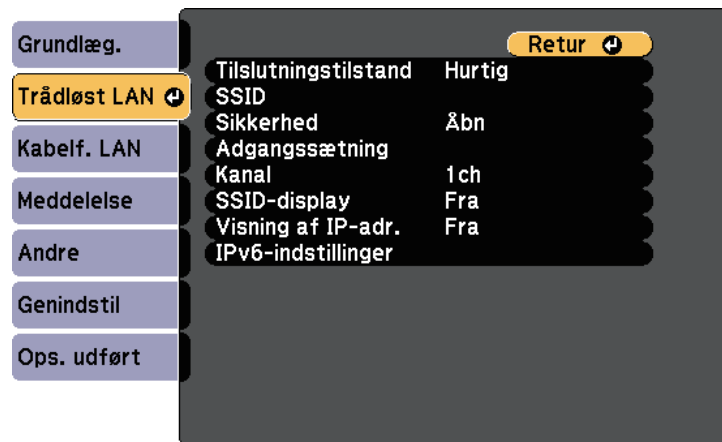 Grundlæg.
Trådløst LAN
Kabelf. LAN
Meddelelse
Andre
Genindstil
Ops. udført
Retur
Tilslutningstilstand Hurtig
SSID
Sikkerhed Åbn
Adgangssætning
Kanal 1ch
SSID-display Fra
Visning af IP-adr. Fra
IPv6-indstillinger